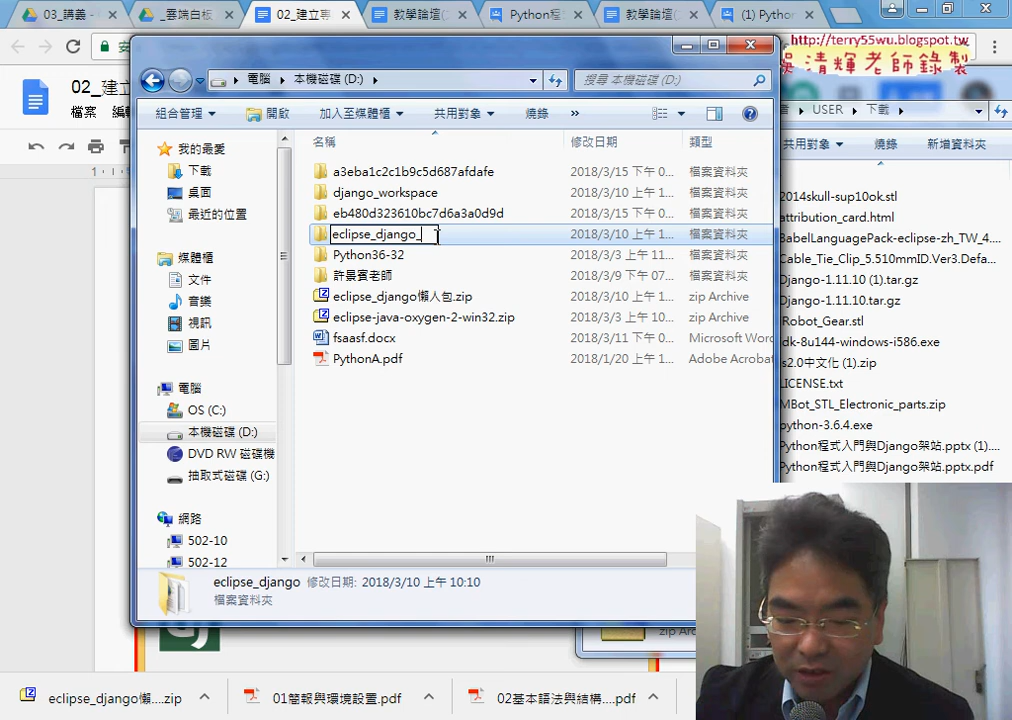 03_講義 -
_雲端白板
02_建立專
教學論壇(
Python程
教學論壇(
(1) Pytho
http://terry55wu.blogspot.tw
吳清輝老師錄製
安
02_建立
檔案 編輯
電腦 本機磁碟 (D:)
搜尋 本機磁碟 (D:)
USER 下載
組合管理 開啟 加入至媒體櫃 共用對象 燒錄 »
共用對象 燒錄 新增資料夾
我的最愛
下載
桌面
最近的位置
媒體櫃
文件
音樂
視訊
圖片
電腦
OS (C:)
本機磁碟 (D:)
DVD RW 磁碟機
抽取式磁碟 (G:)
網路
502-10
502-12
名稱 修改日期 類型
a3eba1c2c1b9c5d687afdafe 2018/3/15 下午 0... 檔案資料夾
django_workspace 2018/3/10 上午 1... 檔案資料夾
eb480d323610bc7d6a3a0d9d 2018/3/15 下午 0... 檔案資料夾
eclipse_django_ 2018/3/10 上午 1... 檔案資料夾
Python36-32 2018/3/3 上午 11... 檔案資料夾
許景賓老師 2018/3/9 下午 07... 檔案資料夾
eclipse_django懶人包.zip 2018/3/10 上午 1... zip Archive
eclipse-java-oxygen-2-win32.zip 2018/3/3 上午 10... zip Archive
fsaasf.docx 2018/3/11 下午 0... Microsoft Word
PythonA.pdf 2018/1/20 上午 1... Adobe Acrobat
2014skull-sup10ok.stl
attribution_card.html
BabelLanguagePack-eclipse-zh_TW_4....
Cable_Tie_Clip_5.510mmID.Ver3.Defa...
Django-1.11.10 (1).tar.gz
Django-1.11.10.tar.gz
Robot_Gear.stl
dk-8u144-windows-i586.exe
s2.0中文化 (1).zip
LICENSE.txt
MBot_STL_Electronic_parts.zip
python-3.6.4.exe
Python程式入門與Django架站.pptx (1)....
Python程式入門與Django架站.pptx.pdf
eclipse_django 修改日期: 2018/3/10 上午 10:10
檔案資料夾
zip Ar
eclipse_django懶....zip
01簡報與環境設置.pdf
02基本語法與結構....pdf